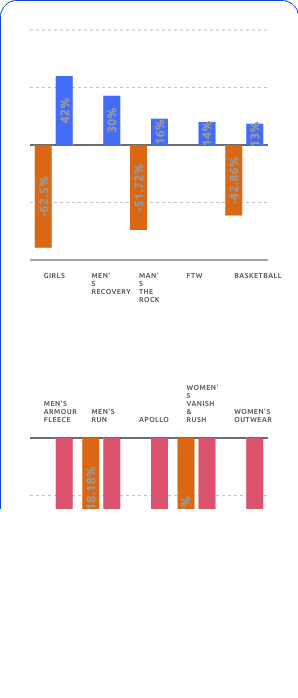 42%
30%
16%
14%
13%
-62.5%
-51.72%
-42.86%
GIRLS
MEN'
S
RECOVERY
MAN'
S
THE
ROCK
FTW
BASKETBALL
MEN'S
ARMOUR
FLEECE
MEN'S
RUN
APOLLO
WOMEN'
S
VANISH
&
RUSH
WOMEN'S
OUTWEAR
18.18%
%